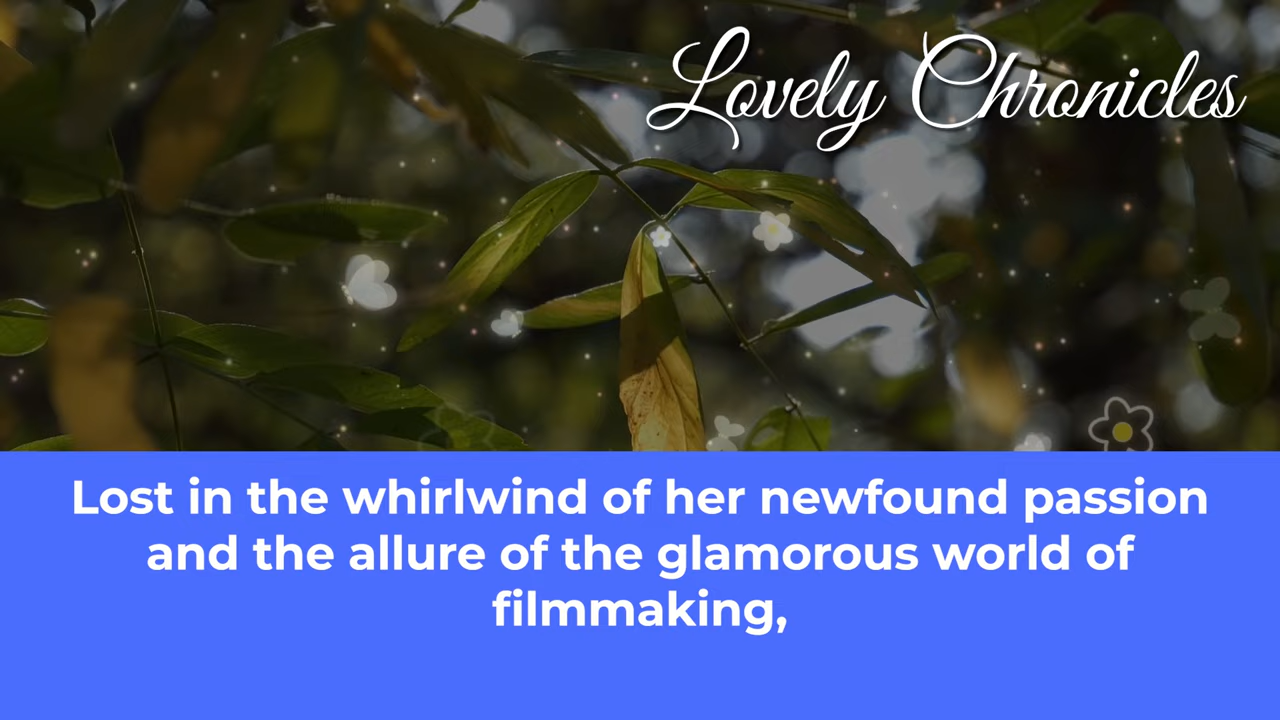 Lovely Chronicles
Lost in the whirlwind of her newfound passion
and the allure of the glamorous world of
filmmaking,